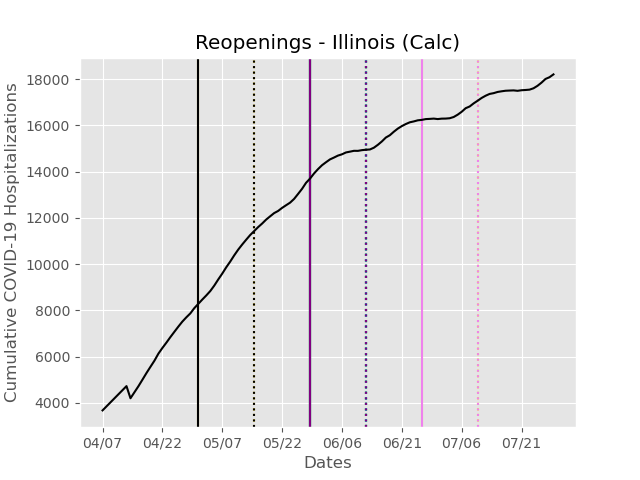 Reopenings - Illinois (Calc)
Cumulative COVID-19 Hospitalizations
18000
16000
14000
12000
10000
8000
6000
4000
04/07 04/22 05/07 05/22 06/06 06/21 07/06 07/21
Dates